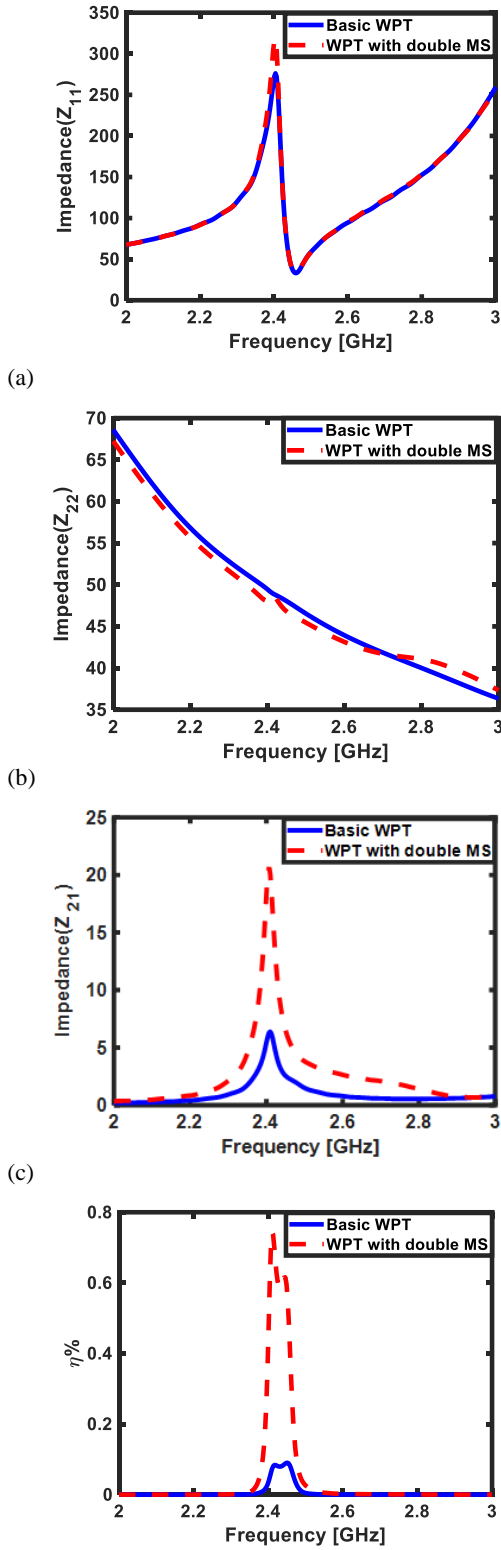 350
300
250
200
150
100
50
0
Impedance(Z11)
Basic WPT
WPT with double MS
2 2.2 2.4 2.6 2.8 3
Frequency [GHz]
(a)
70
65
60
55
50
45
40
35
Impedance(Z22)
Basic WPT
WPT with double MS
2 2.2 2.4 2.6 2.8 3
Frequency [GHz]
(b)
25
20
15
10
5
0
Impedance(Z21)
Basic WPT
WPT with double MS
2 2.2 2.4 2.6 2.8 3
Frequency [GHz]
(c)
0.8
0.6
0.4
0.2
0
η%
Basic WPT
WPT with double MS
2 2.2 2.4 2.6 2.8 3
Frequency [GHz]